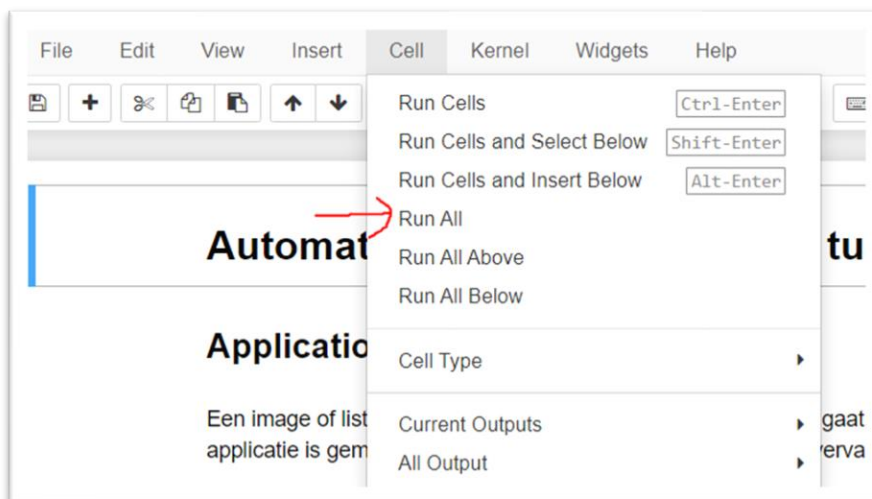 File Edit View Insert Cell Kernel Widgets Help
Run Cells Ctrl-Enter
Run Cells and Select Below Shift-Enter
Run Cells and Insert Below Alt-Enter
Run All
Automat tu
Run All Above
Run All Below
Applicatio
Cell Type
Een image of list Current Outputs gaat
applicatie is gem All Output verva